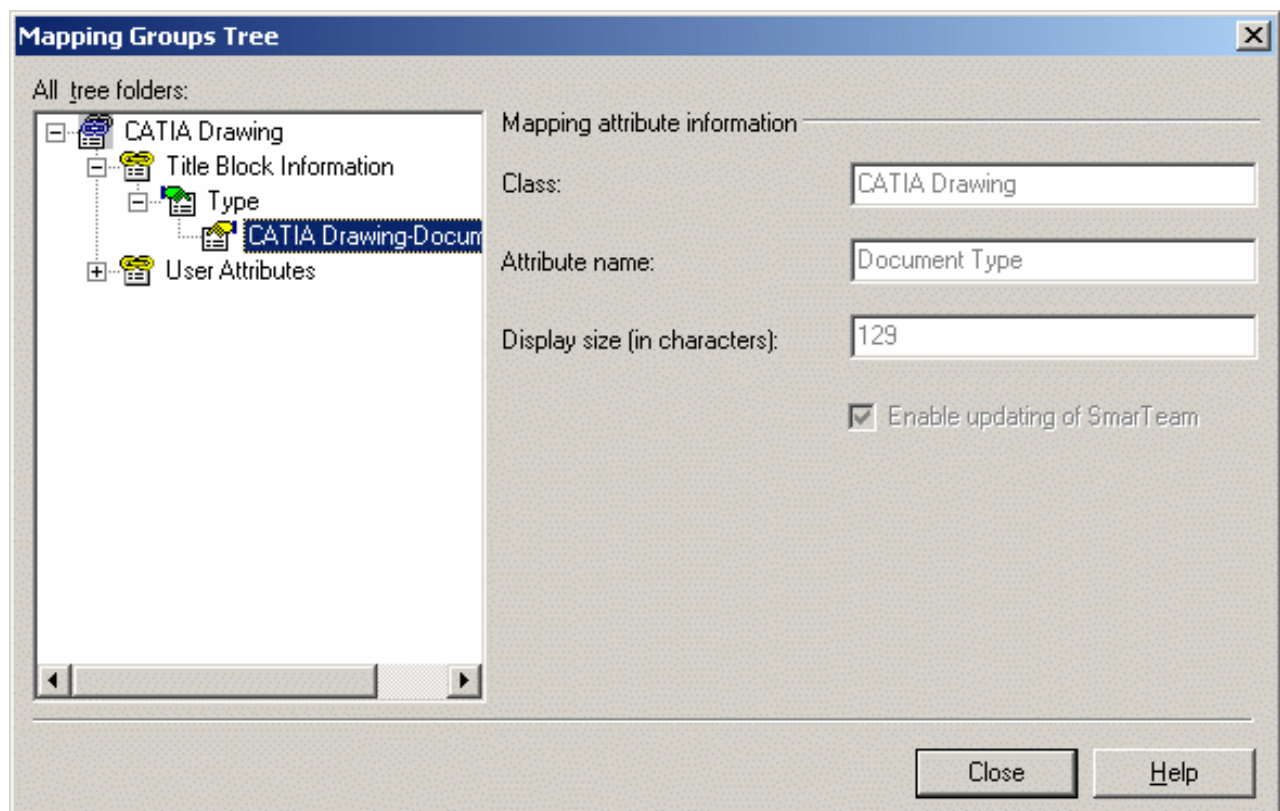 Mapping Groups Tree
All tree folders:
CATIA Drawing
Title Block Information
Type
CATIA Drawing-Docum
User Attributes
Mapping attribute information
Class:
CATIA Drawing
Attribute name:
Document Type
Display size (in characters):
129
Enable updating of SmarTeam
Close
Help